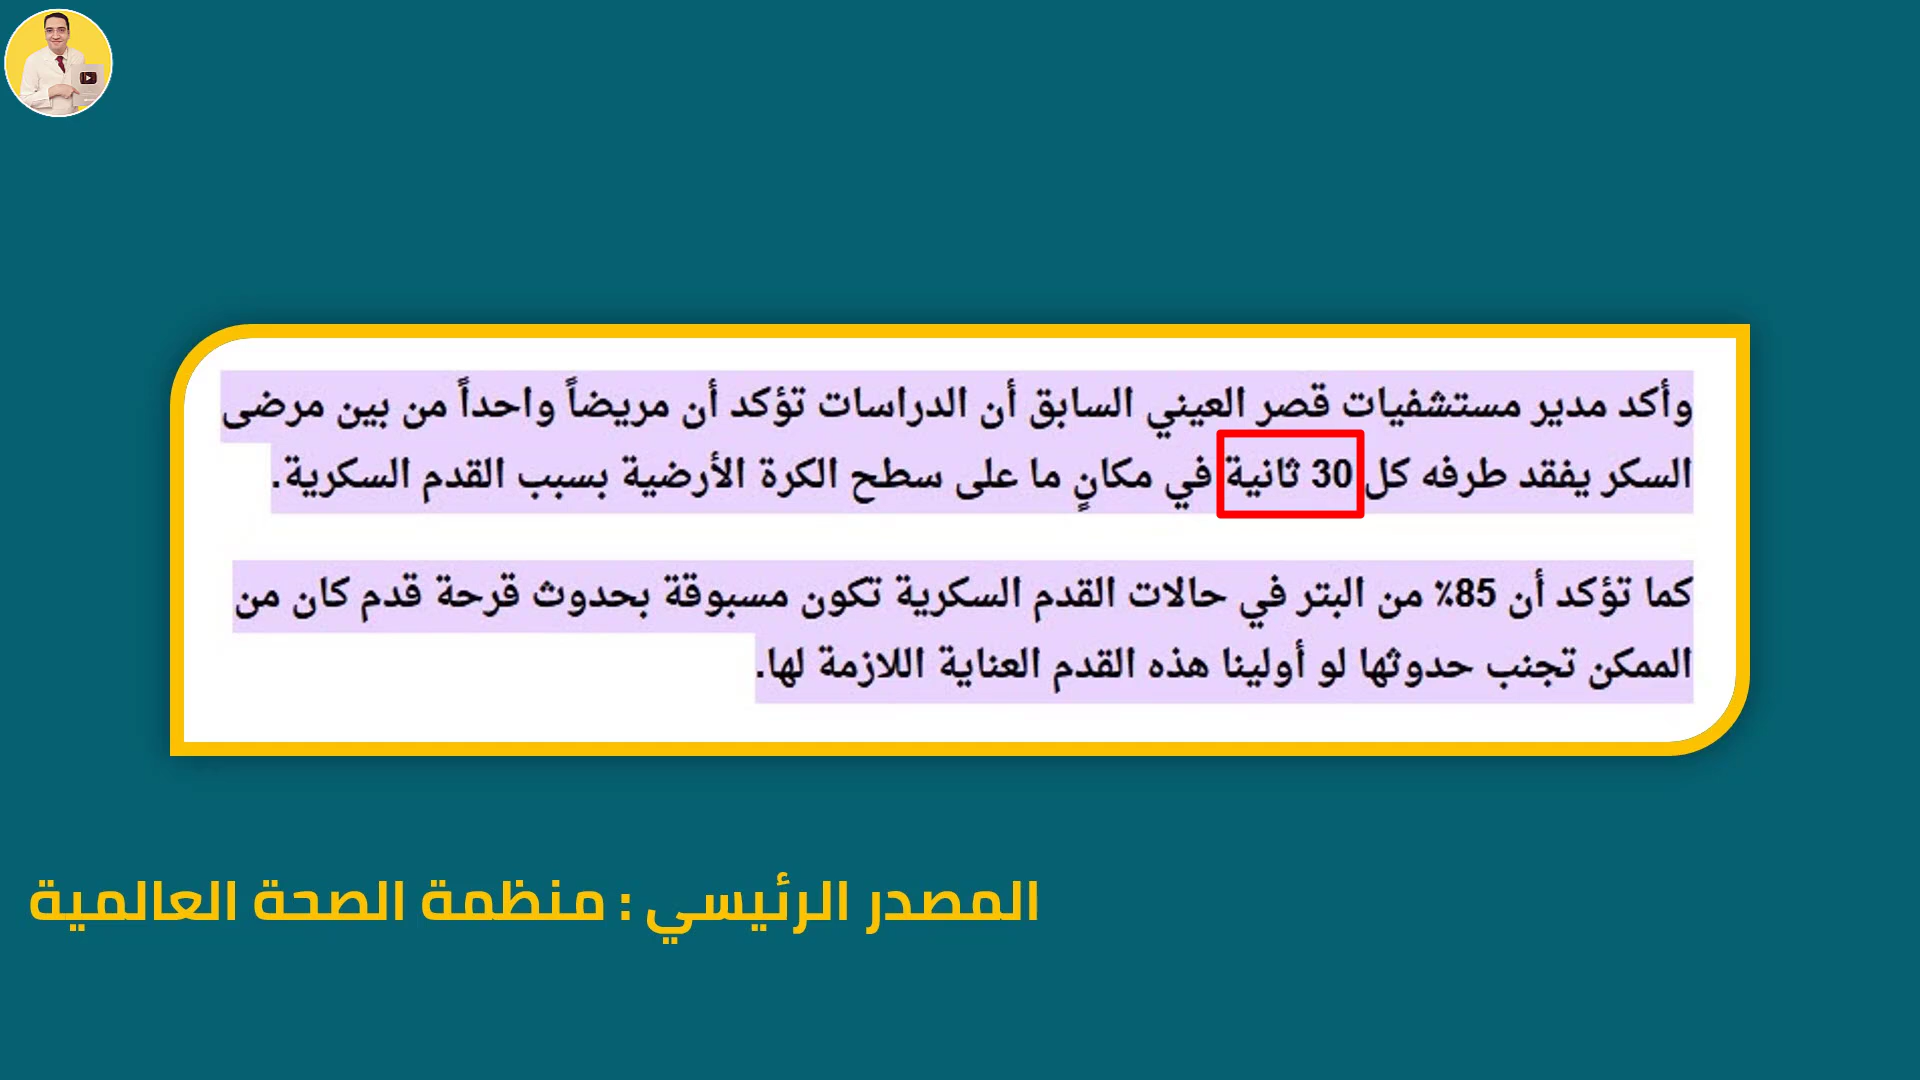 وأكد مدير مستشفيات قصر العيني السابق أن الدراسات تؤكد أن مريضاً واحداً من بين مرضى
السكر يفقد طرفه كل 30 ثانية في مكانٍ ما على سطح الكرة الأرضية بسبب القدم السكرية.
كما تؤكد أن 85٪ من البتر في حالات القدم السكرية تكون مسبوقة بحدوث قرحة قدم كان من
الممكن تجنب حدوثها لو أولينا هذه القدم العناية اللازمة لها.
المصدر الرئيسي : منظمة الصحة العالمية